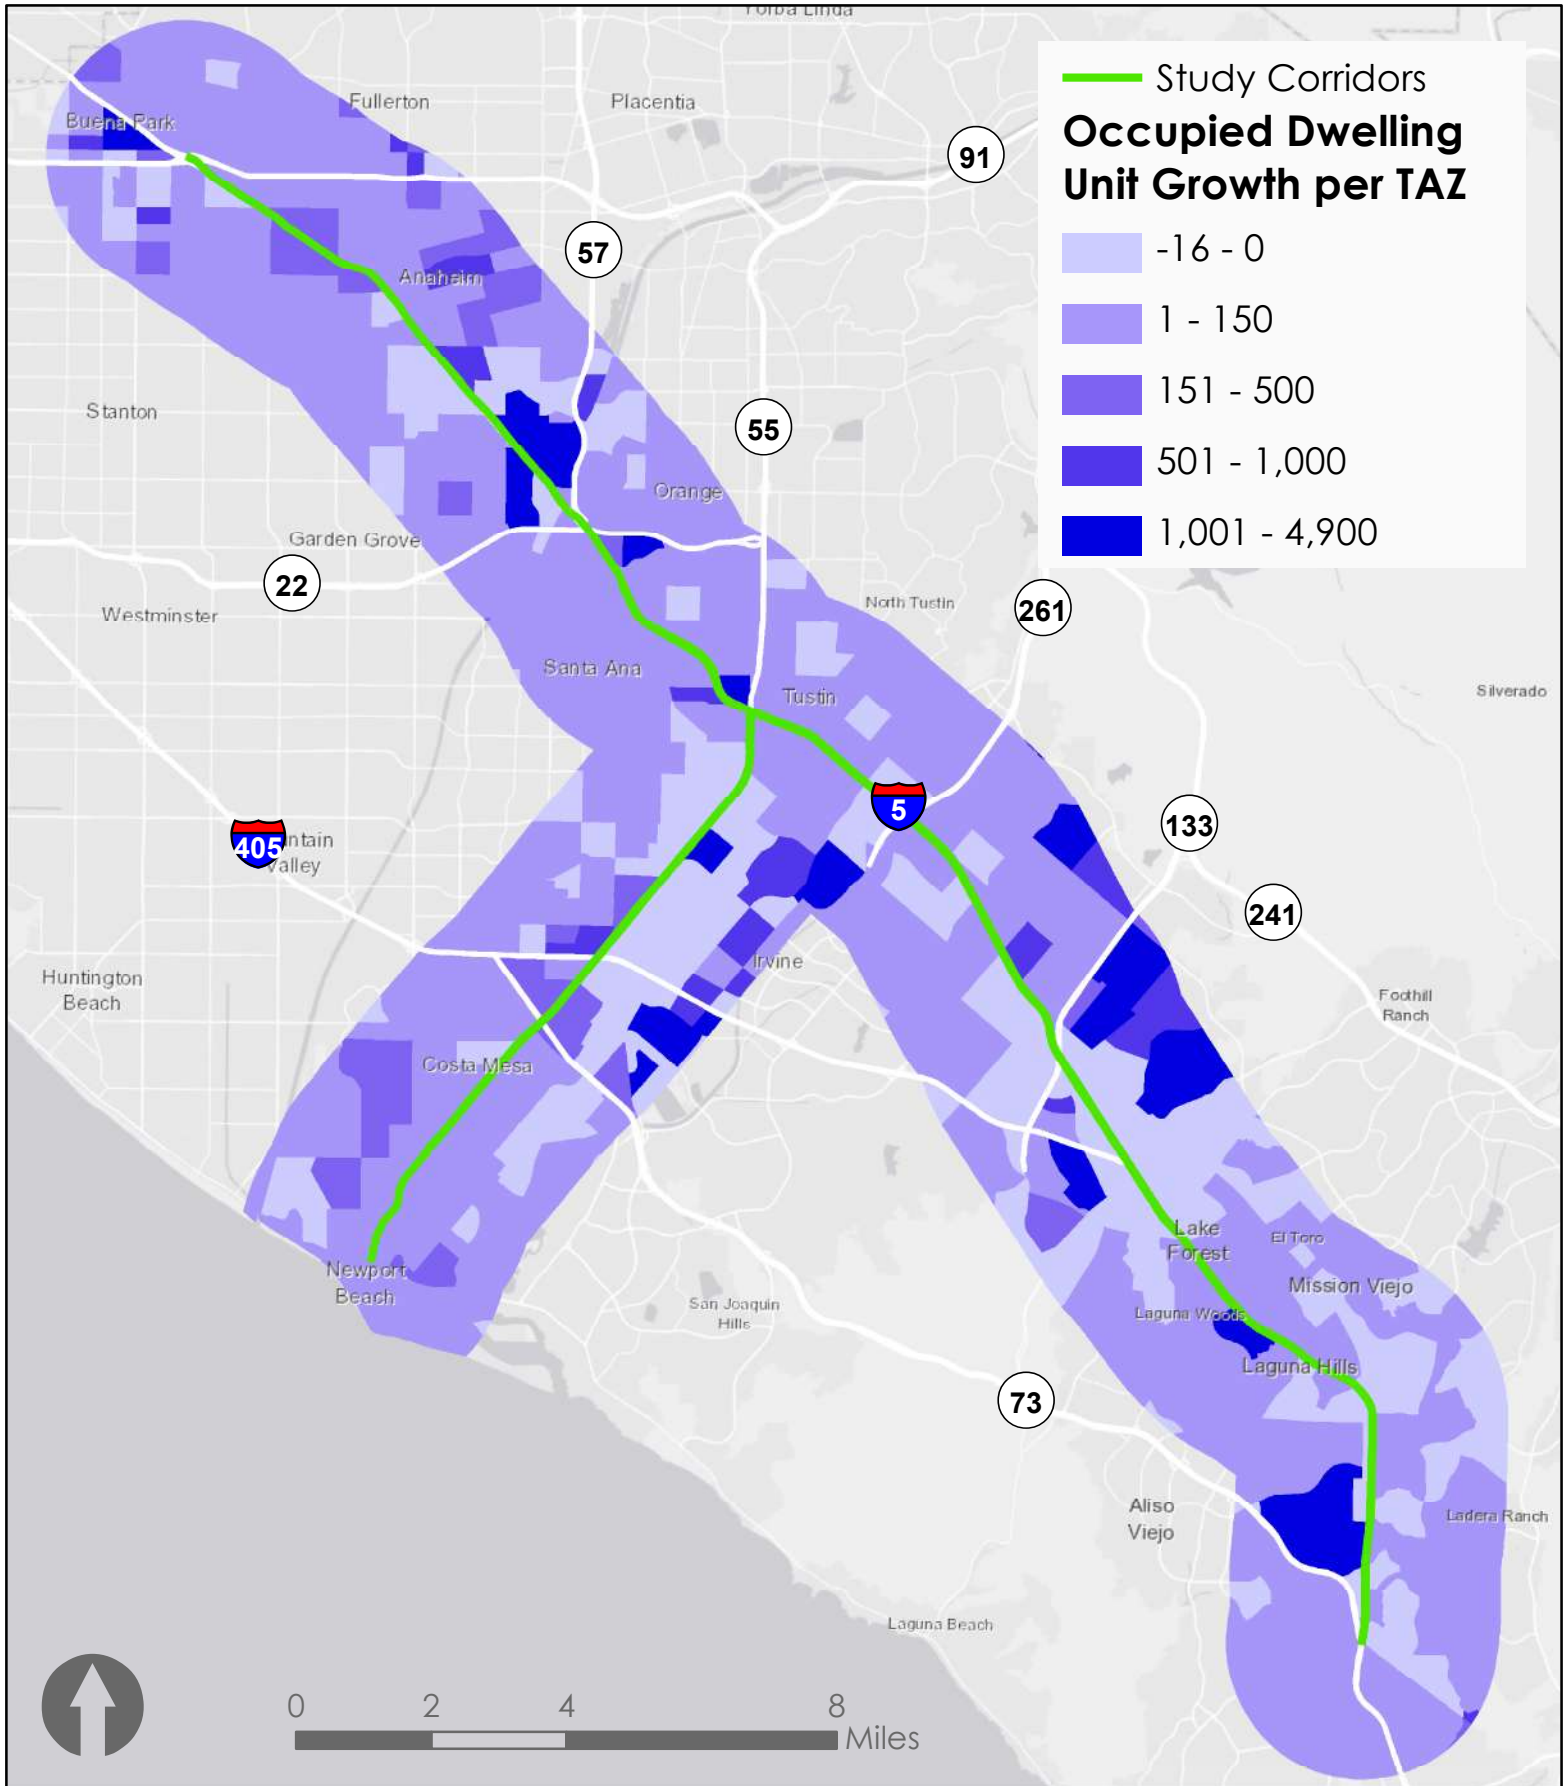 Yorba Linda
Study Corridors
Occupied Dwelling
Unit Growth per TAZ
-16 - 0
1 - 150
151 - 500
501 - 1,000
1,001 - 4,900
Fullerton
Placentia
Buena Park
91
57
Anaheim
Stanton
55
Orange
Garden Grove
22
Westminster
North Tustin
261
Santa Ana
Tustin
Silverado
5
133
405
ntain
Valley
241
Irvine
Huntington
Beach
Foothill
Ranch
Costa Mesa
Lake
Forest
El Toro
Newport
Beach
Mission Viejo
San Joaquin
Hills
Laguna Woods
Laguna Hills
73
Aliso
Viejo
Ladera Ranch
Laguna Beach
0 2 4 8
Miles